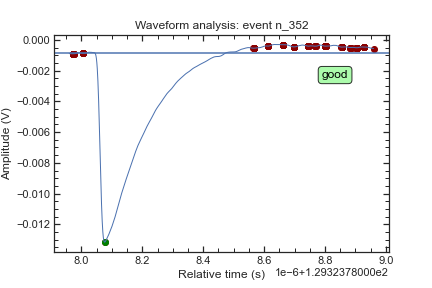 Waveform analysis: event n_352
0.000
−0.002
−0.004
−0.006
−0.008
−0.010
−0.012
Amplitude (V)
good
8.0 8.2 8.4 8.6 8.8 9.0
Relative time (s)
1e−6+1.2932378000e2